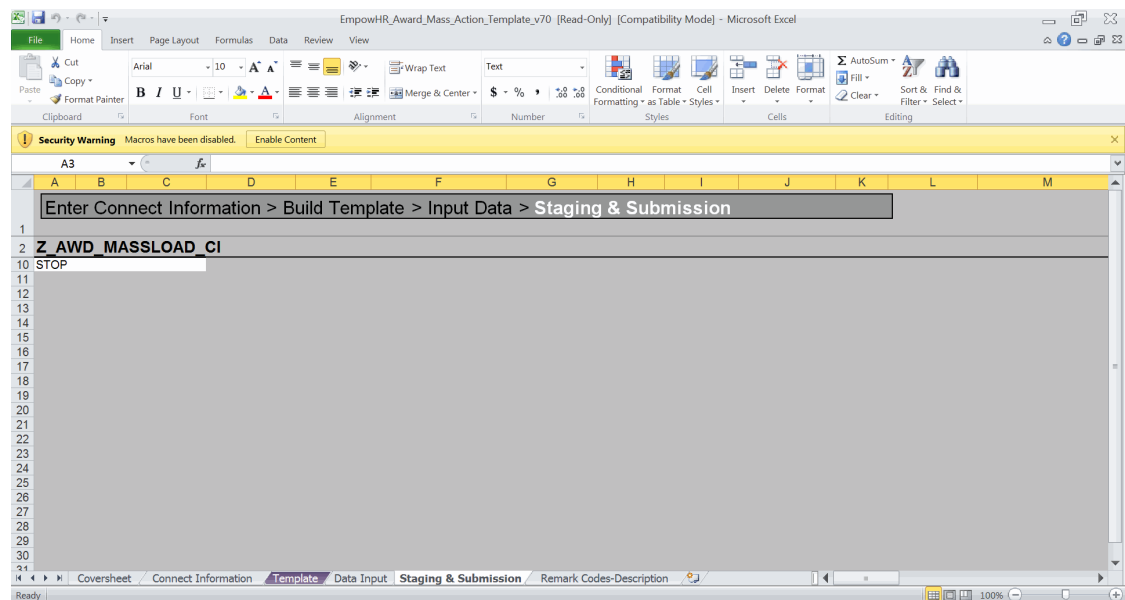 EmpowHR_Award_Mass_Action_Template_v70 [Read-Only] [Compatibility Mode] - Microsoft Excel
File Home Insert Page Layout Formulas Data Review View
Paste
Cut
Copy
Format Painter
Clipboard
Arial 10 A A
B I U A
Font
Wrap Text
Merge & Center
Alignment
Text
$ % , .00 .00
Number
Conditional Formatting
Format as Table
Cell Styles
Styles
Insert Delete Format
Cells
Σ AutoSum
Fill
Clear
Sort & Filter
Find & Select
Editing
Security Warning Macros have been disabled. Enable Content
A3 fx
A B C D E F G H I J K L M
Enter Connect Information > Build Template > Input Data > Staging & Submission
1
2 Z_AWD_MASSLOAD_CI
10 STOP
11
12
13
14
15
16
17
18
19
20
21
22
23
24
25
26
27
28
29
30
31
Coversheet Connect Information Template Data Input Staging & Submission Remark Codes-Description
Ready 100%